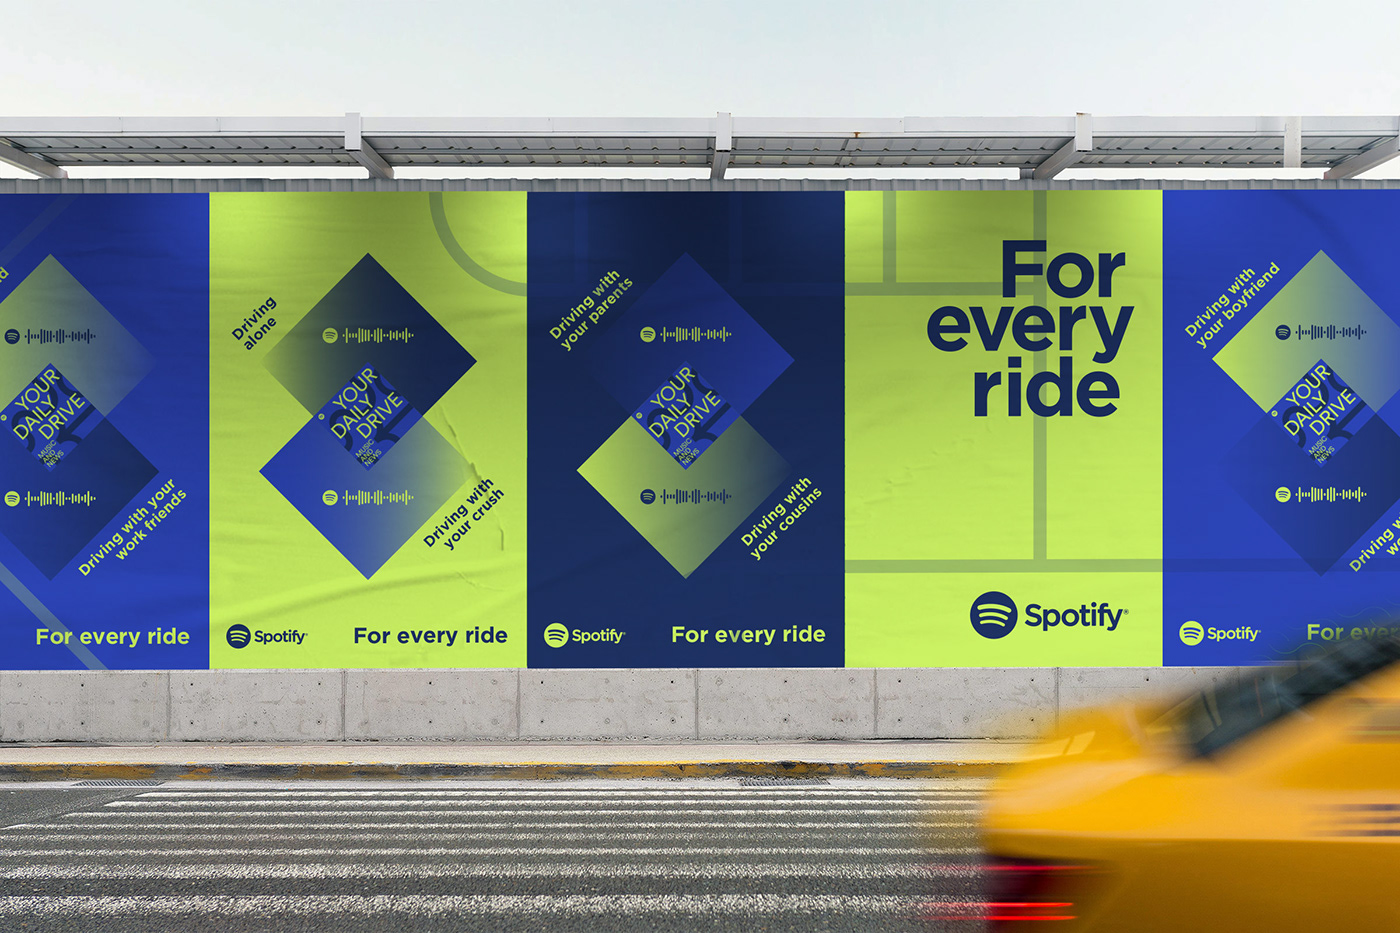 YOUR
DAILY
DRIVE
MUSIC
AND
NEWS
Driving with your
work friends
For every ride
Driving
alone
YOUR
DAILY
DRIVE
MUSIC
AND
NEWS
Driving with
your crush
Spotify®
For every ride
Driving with
your parents
YOUR
DAILY
DRIVE
MUSIC
AND
NEWS
Driving with
your cousins
Spotify®
For every ride
For
every
ride
Spotify®
Driving with
your boyfriend
YOUR
DAILY
DRIVE
MUSIC
AND
NEWS
Driving
Spotify®
For every